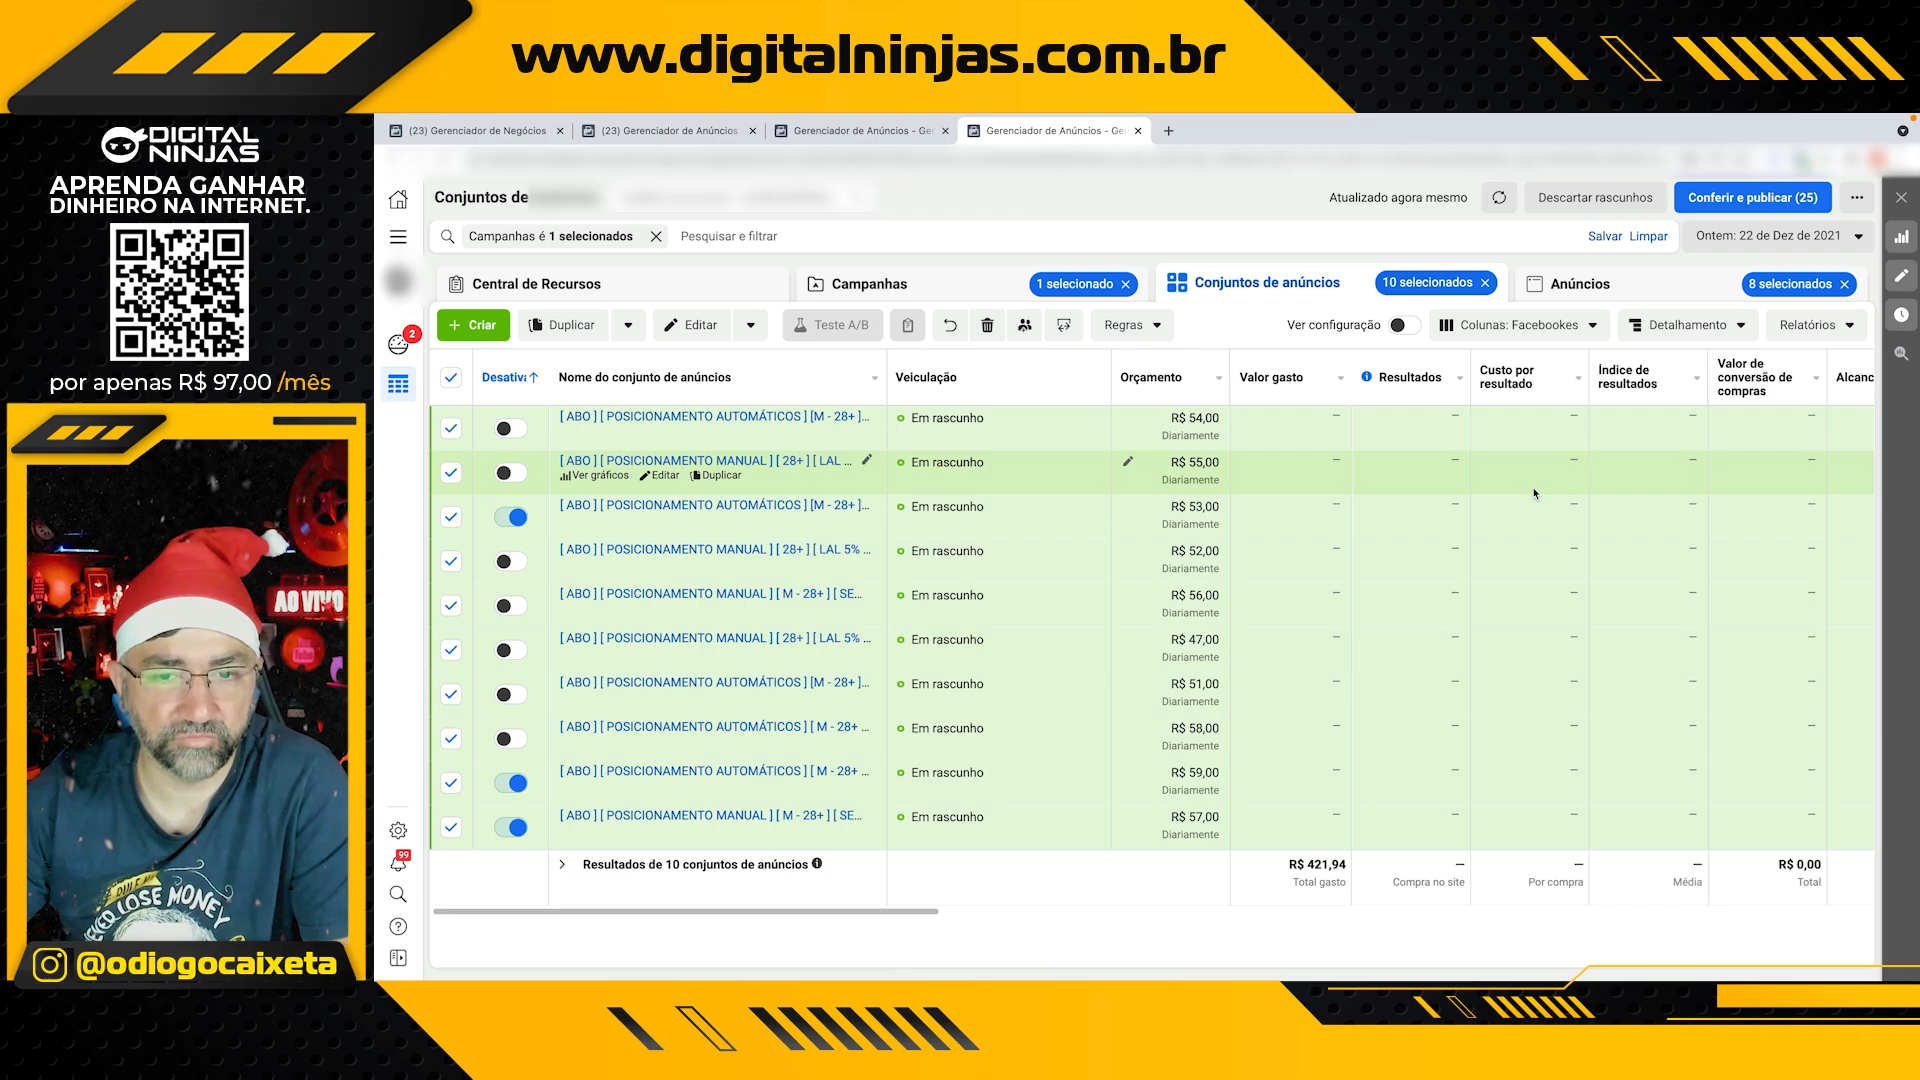 www.digitalninjas.com.br
DIGITAL
NINJAS
APRENDA GANHAR
DINHEIRO NA INTERNET.
por apenas R$ 97,00 /mês
AO VIVO
RULE
NEVER LOSE MONEY
@odiogocaixeta
(23) Gerenciador de Negócios
(23) Gerenciador de Anúncios
Gerenciador de Anúncios - Ger
Gerenciador de Anúncios - Ger
Conjuntos de
Atualizado agora mesmo
Descartar rascunhos
Conferir e publicar (25)
Campanhas é 1 selecionados
Pesquisar e filtrar
Salvar Limpar
Ontem: 22 de Dez de 2021
Central de Recursos
Campanhas
1 selecionado
Conjuntos de anúncios
10 selecionados
Anúncios
8 selecionados
2
99
+ Criar
Duplicar
Editar
Teste A/B
Regras
Ver configuração
Colunas: Facebookes
Detalhamento
Relatórios
Desativ
Nome do conjunto de anúncios
Veiculação
Orçamento
Valor gasto
Resultados
Custo por resultado
Índice de resultados
Valor de conversão de compras
Alcanc
[ ABO ] [ POSICIONAMENTO AUTOMÁTICOS ] [M - 28+ ]... Em rascunho R$ 54,00 — — — — —
Diariamente
[ ABO ] [ POSICIONAMENTO MANUAL ] [ 28+ ] [ LAL ... Em rascunho R$ 55,00 — — — — —
Ver gráficos Editar Duplicar Diariamente
[ ABO ] [ POSICIONAMENTO AUTOMÁTICOS ] [M - 28+ ]... Em rascunho R$ 53,00 — — — — —
Diariamente
[ ABO ] [ POSICIONAMENTO MANUAL ] [ 28+ ] [ LAL 5% ... Em rascunho R$ 52,00 — — — — —
Diariamente
[ ABO ] [ POSICIONAMENTO MANUAL ] [ M - 28+ ] [ SE... Em rascunho R$ 56,00 — — — — —
Diariamente
[ ABO ] [ POSICIONAMENTO MANUAL ] [ 28+ ] [ LAL 5% ... Em rascunho R$ 47,00 — — — — —
Diariamente
[ ABO ] [ POSICIONAMENTO AUTOMÁTICOS ] [M - 28+ ]... Em rascunho R$ 51,00 — — — — —
Diariamente
[ ABO ] [ POSICIONAMENTO AUTOMÁTICOS ] [ M - 28+ ... Em rascunho R$ 58,00 — — — — —
Diariamente
[ ABO ] [ POSICIONAMENTO AUTOMÁTICOS ] [ M - 28+ ... Em rascunho R$ 59,00 — — — — —
Diariamente
[ ABO ] [ POSICIONAMENTO MANUAL ] [ M - 28+ ] [ SE... Em rascunho R$ 57,00 — — — — —
Diariamente
Resultados de 10 conjuntos de anúncios R$ 421,94 — — — R$ 0,00
Total gasto Compra no site Por compra Média Total